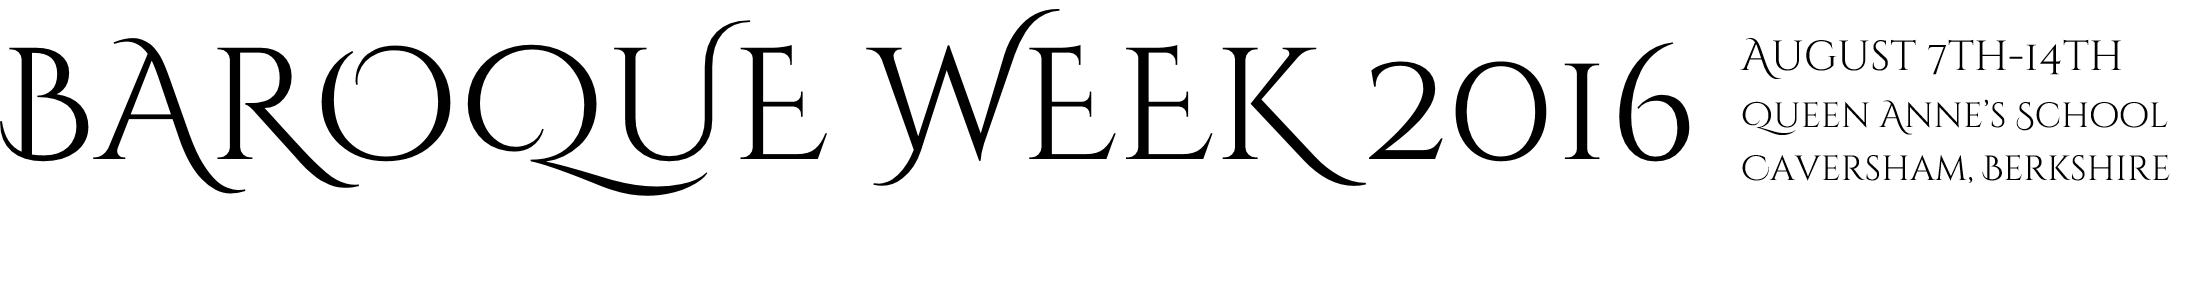 BAROQUE WEEK 2016
AUGUST 7TH-14TH
QUEEN ANNE'S SCHOOL
CAVERSHAM, BERKSHIRE